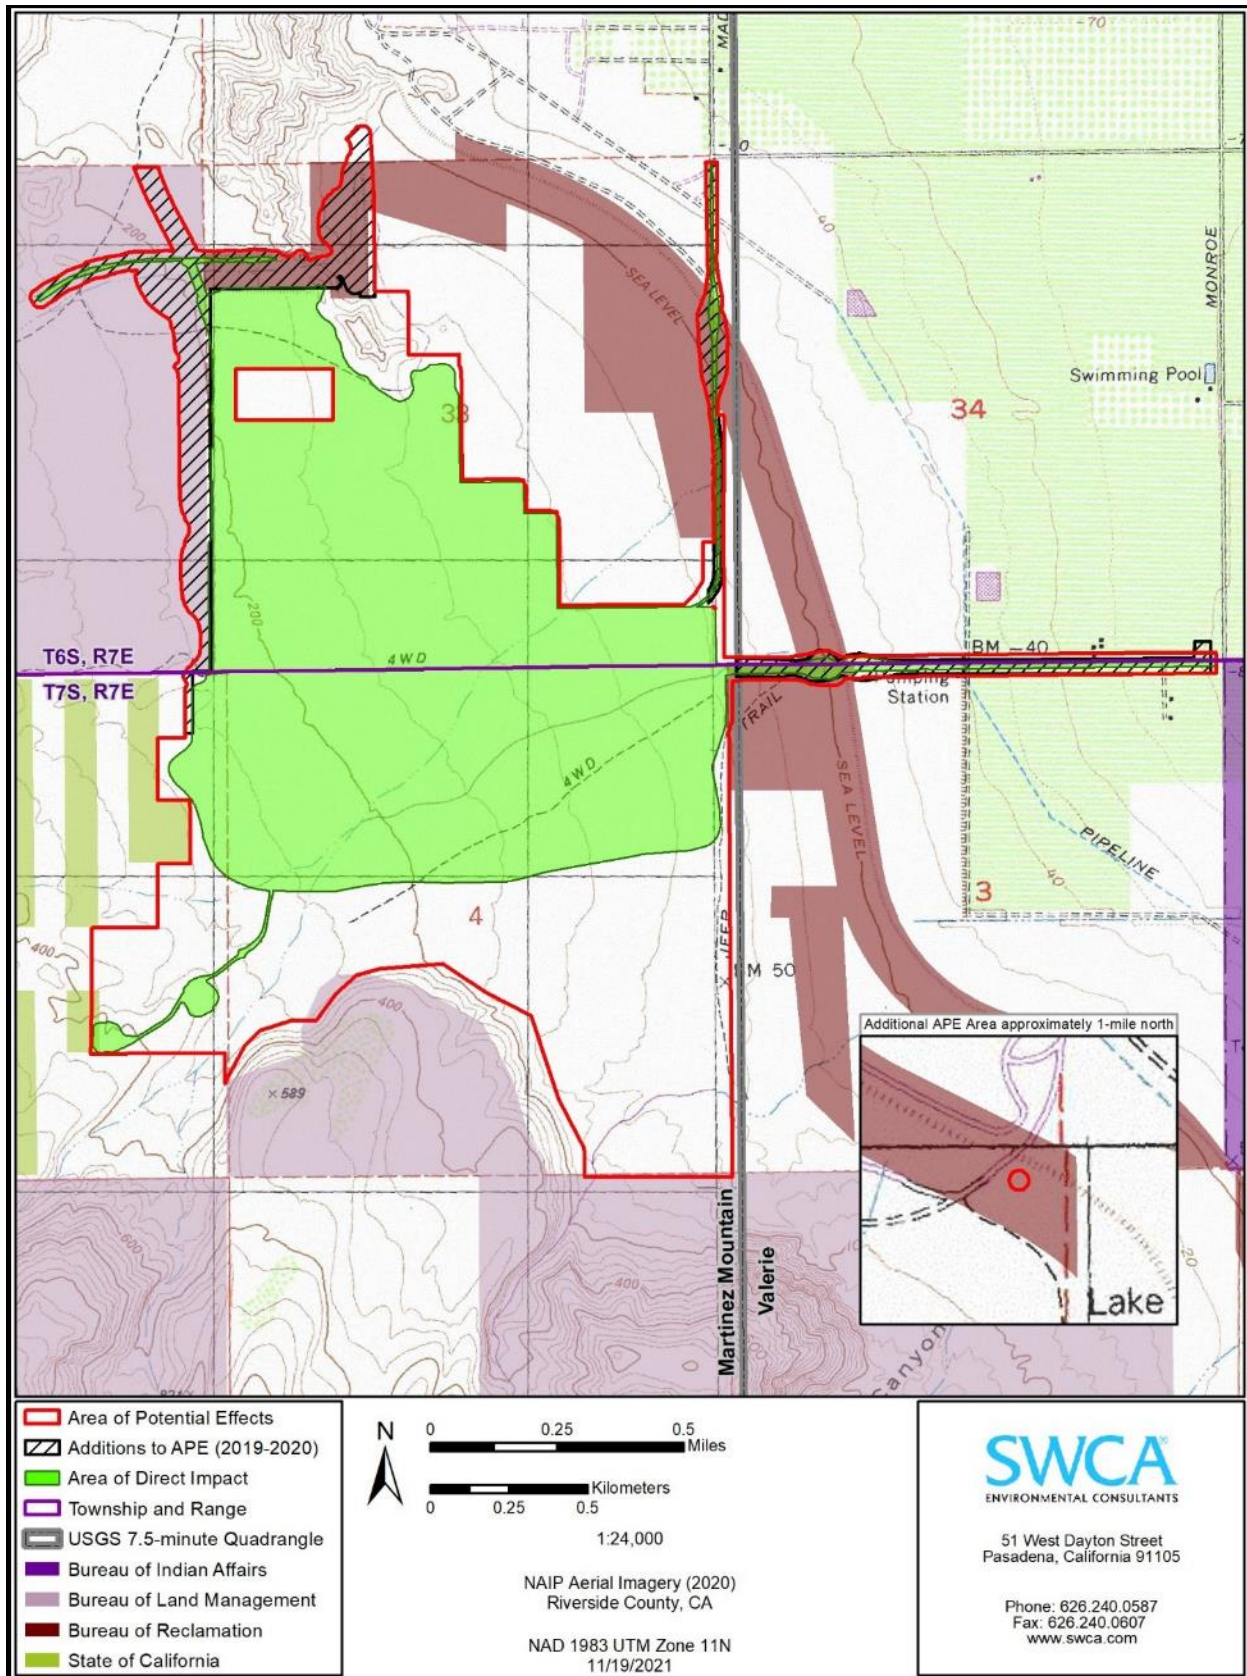 -70
MAD
-7
40
200
SEA LEVEL
MONROE
Swimming Pool
33
34
200
T6S, R7E
T7S, R7E
4WD
BM -40
Station
TRAIL
4WD
SEA LEVEL
PIPELINE
40
3
4
400
JEEP
BM 50
400
× 589
Additional APE Area approximately 1-mile north
-20
Lake
600
400
Martinez Mountain
Valerie
Canyon
Area of Potential Effects
Additions to APE (2019-2020)
Area of Direct Impact
Township and Range
USGS 7.5-minute Quadrangle
Bureau of Indian Affairs
Bureau of Land Management
Bureau of Reclamation
State of California
N
0 0.25 0.5
Miles
Kilometers
0 0.25 0.5
1:24,000
NAIP Aerial Imagery (2020)
Riverside County, CA
NAD 1983 UTM Zone 11N
11/19/2021
SWCA®
ENVIRONMENTAL CONSULTANTS
51 West Dayton Street
Pasadena, California 91105
Phone: 626.240.0587
Fax: 626.240.0607
www.swca.com